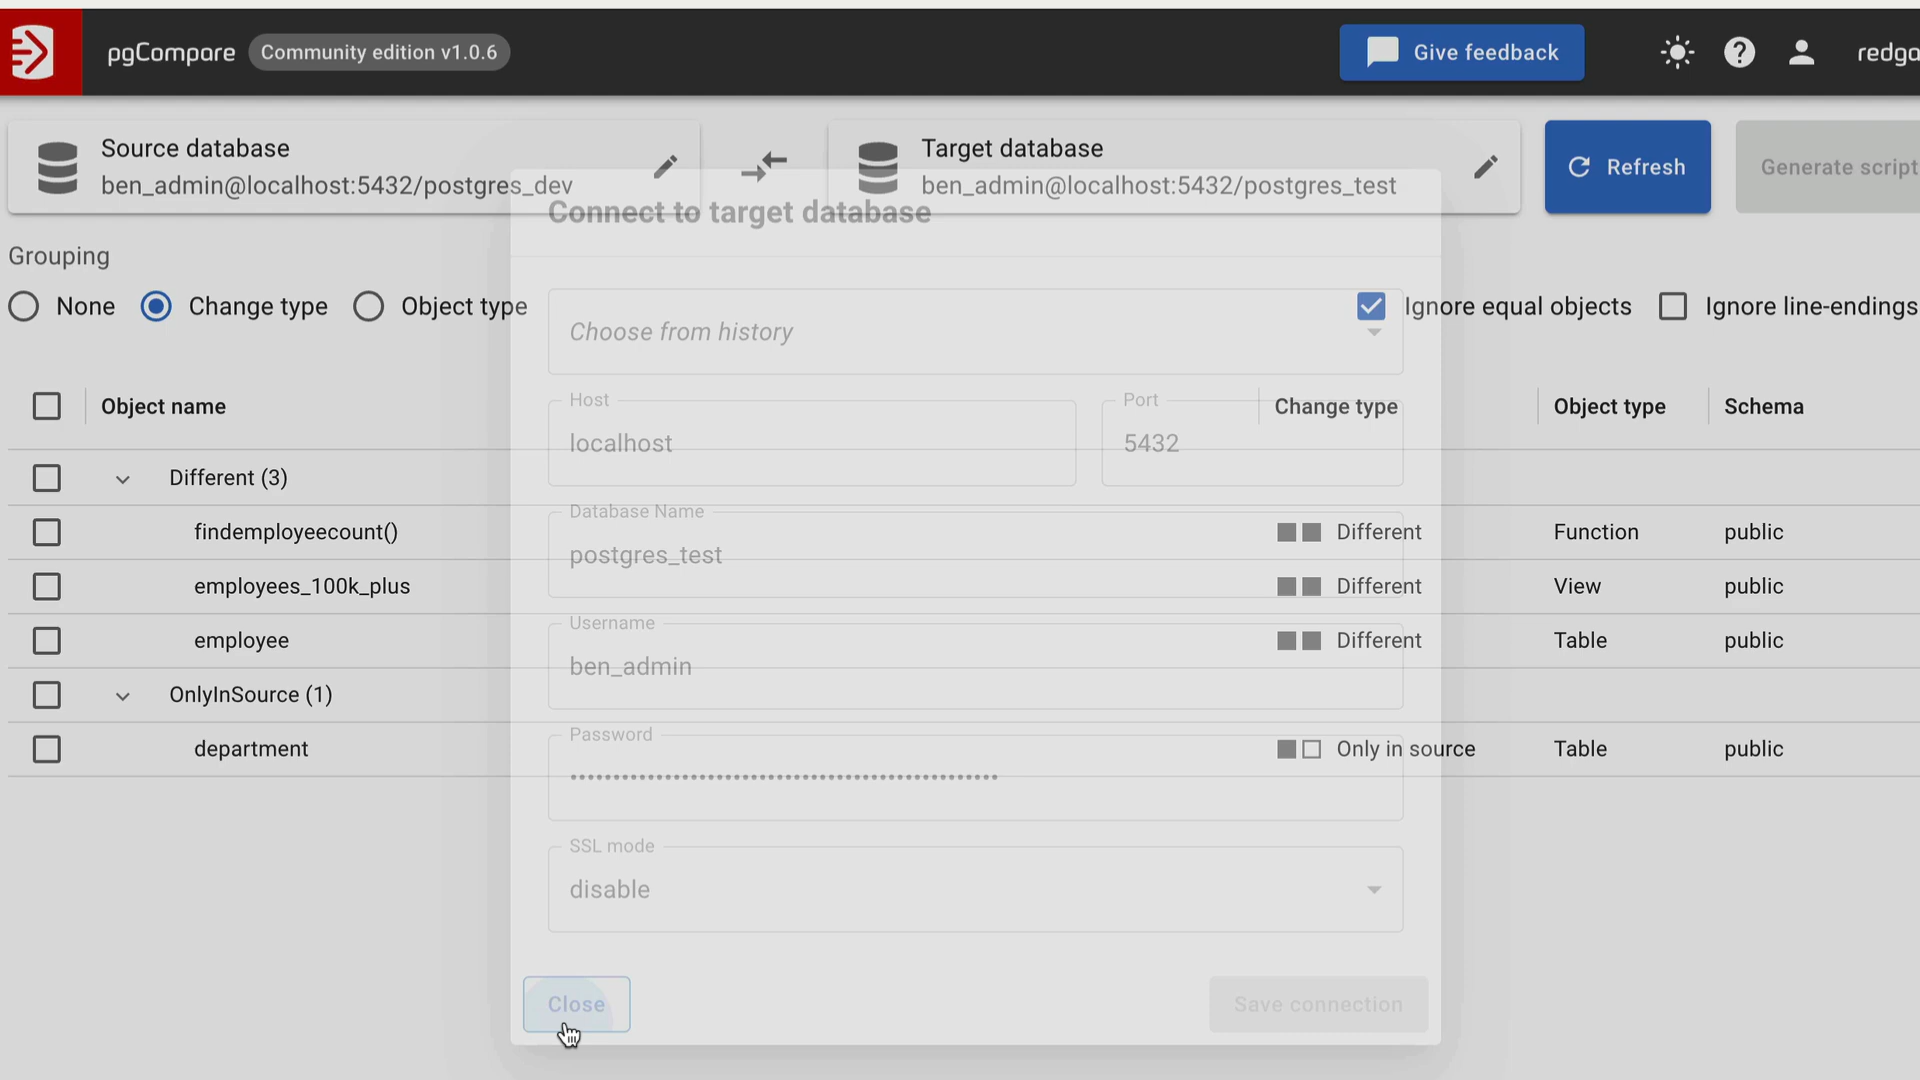 pgCompare
Community edition v1.0.6
Give feedback
Source database
ben_admin@localhost:5432/postgres_dev
Target database
ben_admin@localhost:5432/postgres_test
Refresh
Generate script
Connect to target database
Grouping
None
Change type
Object type
Ignore equal objects
Ignore line-endings
Choose from history
Host
localhost
Port
5432
Object name
Change type
Object type
Schema
Different (3)
Database Name
postgres_test
findemployeecount()
Different
Function
public
employees_100k_plus
Different
View
public
Username
ben_admin
employee
Different
Table
public
OnlyInSource (1)
Password
department
Only in source
Table
public
SSL mode
disable
Close
Save connection